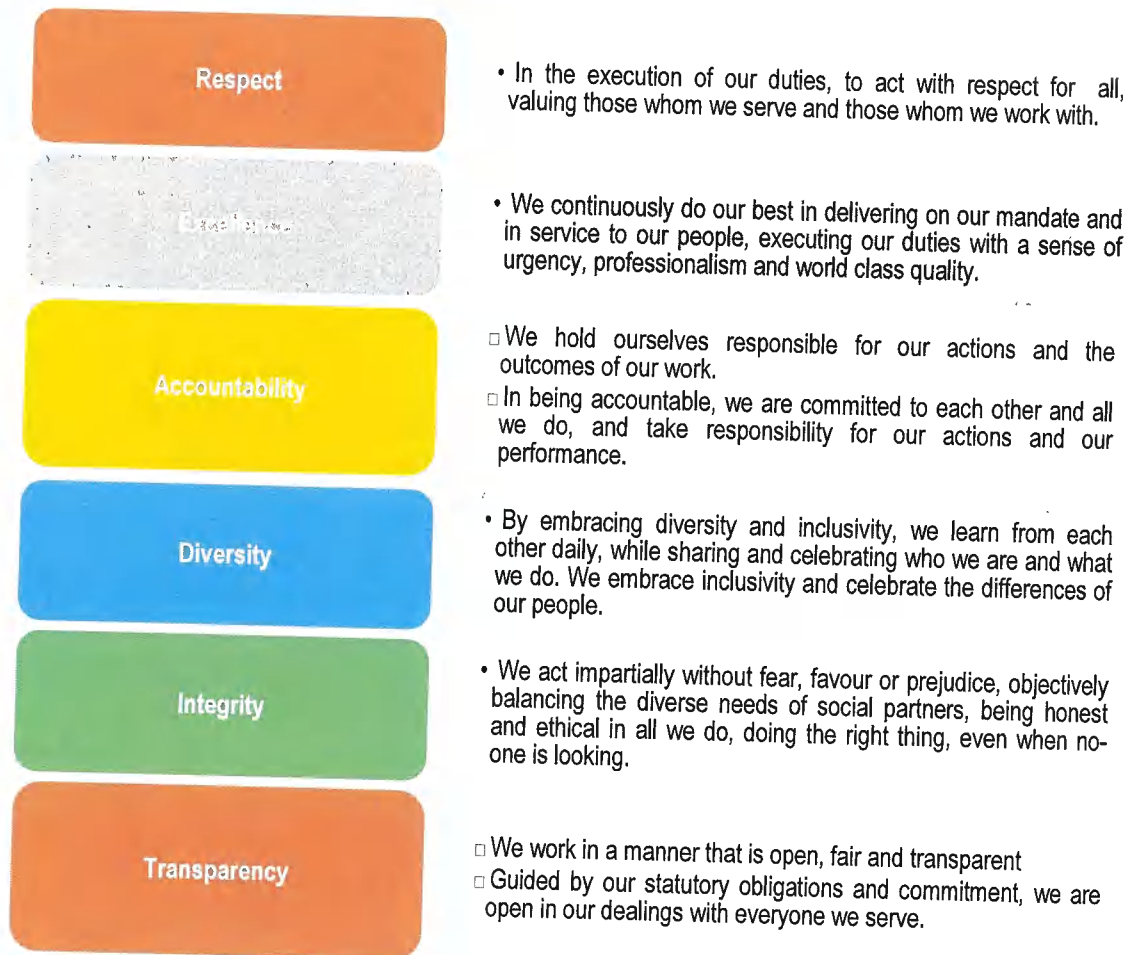 Respect
• In the execution of our duties, to act with respect for all,
valuing those whom we serve and those whom we work with.
• We continuously do our best in delivering on our mandate and
in service to our people, executing our duties with a sense of
urgency, professionalism and world class quality.
Accountability
□ We hold ourselves responsible for our actions and the
outcomes of our work.
□ In being accountable, we are committed to each other and all
we do, and take responsibility for our actions and our
performance.
Diversity
• By embracing diversity and inclusivity, we learn from each
other daily, while sharing and celebrating who we are and what
we do. We embrace inclusivity and celebrate the differences of
our people.
Integrity
• We act impartially without fear, favour or prejudice, objectively
balancing the diverse needs of social partners, being honest
and ethical in all we do, doing the right thing, even when no-
one is looking.
Transparency
□ We work in a manner that is open, fair and transparent
□ Guided by our statutory obligations and commitment, we are
open in our dealings with everyone we serve.